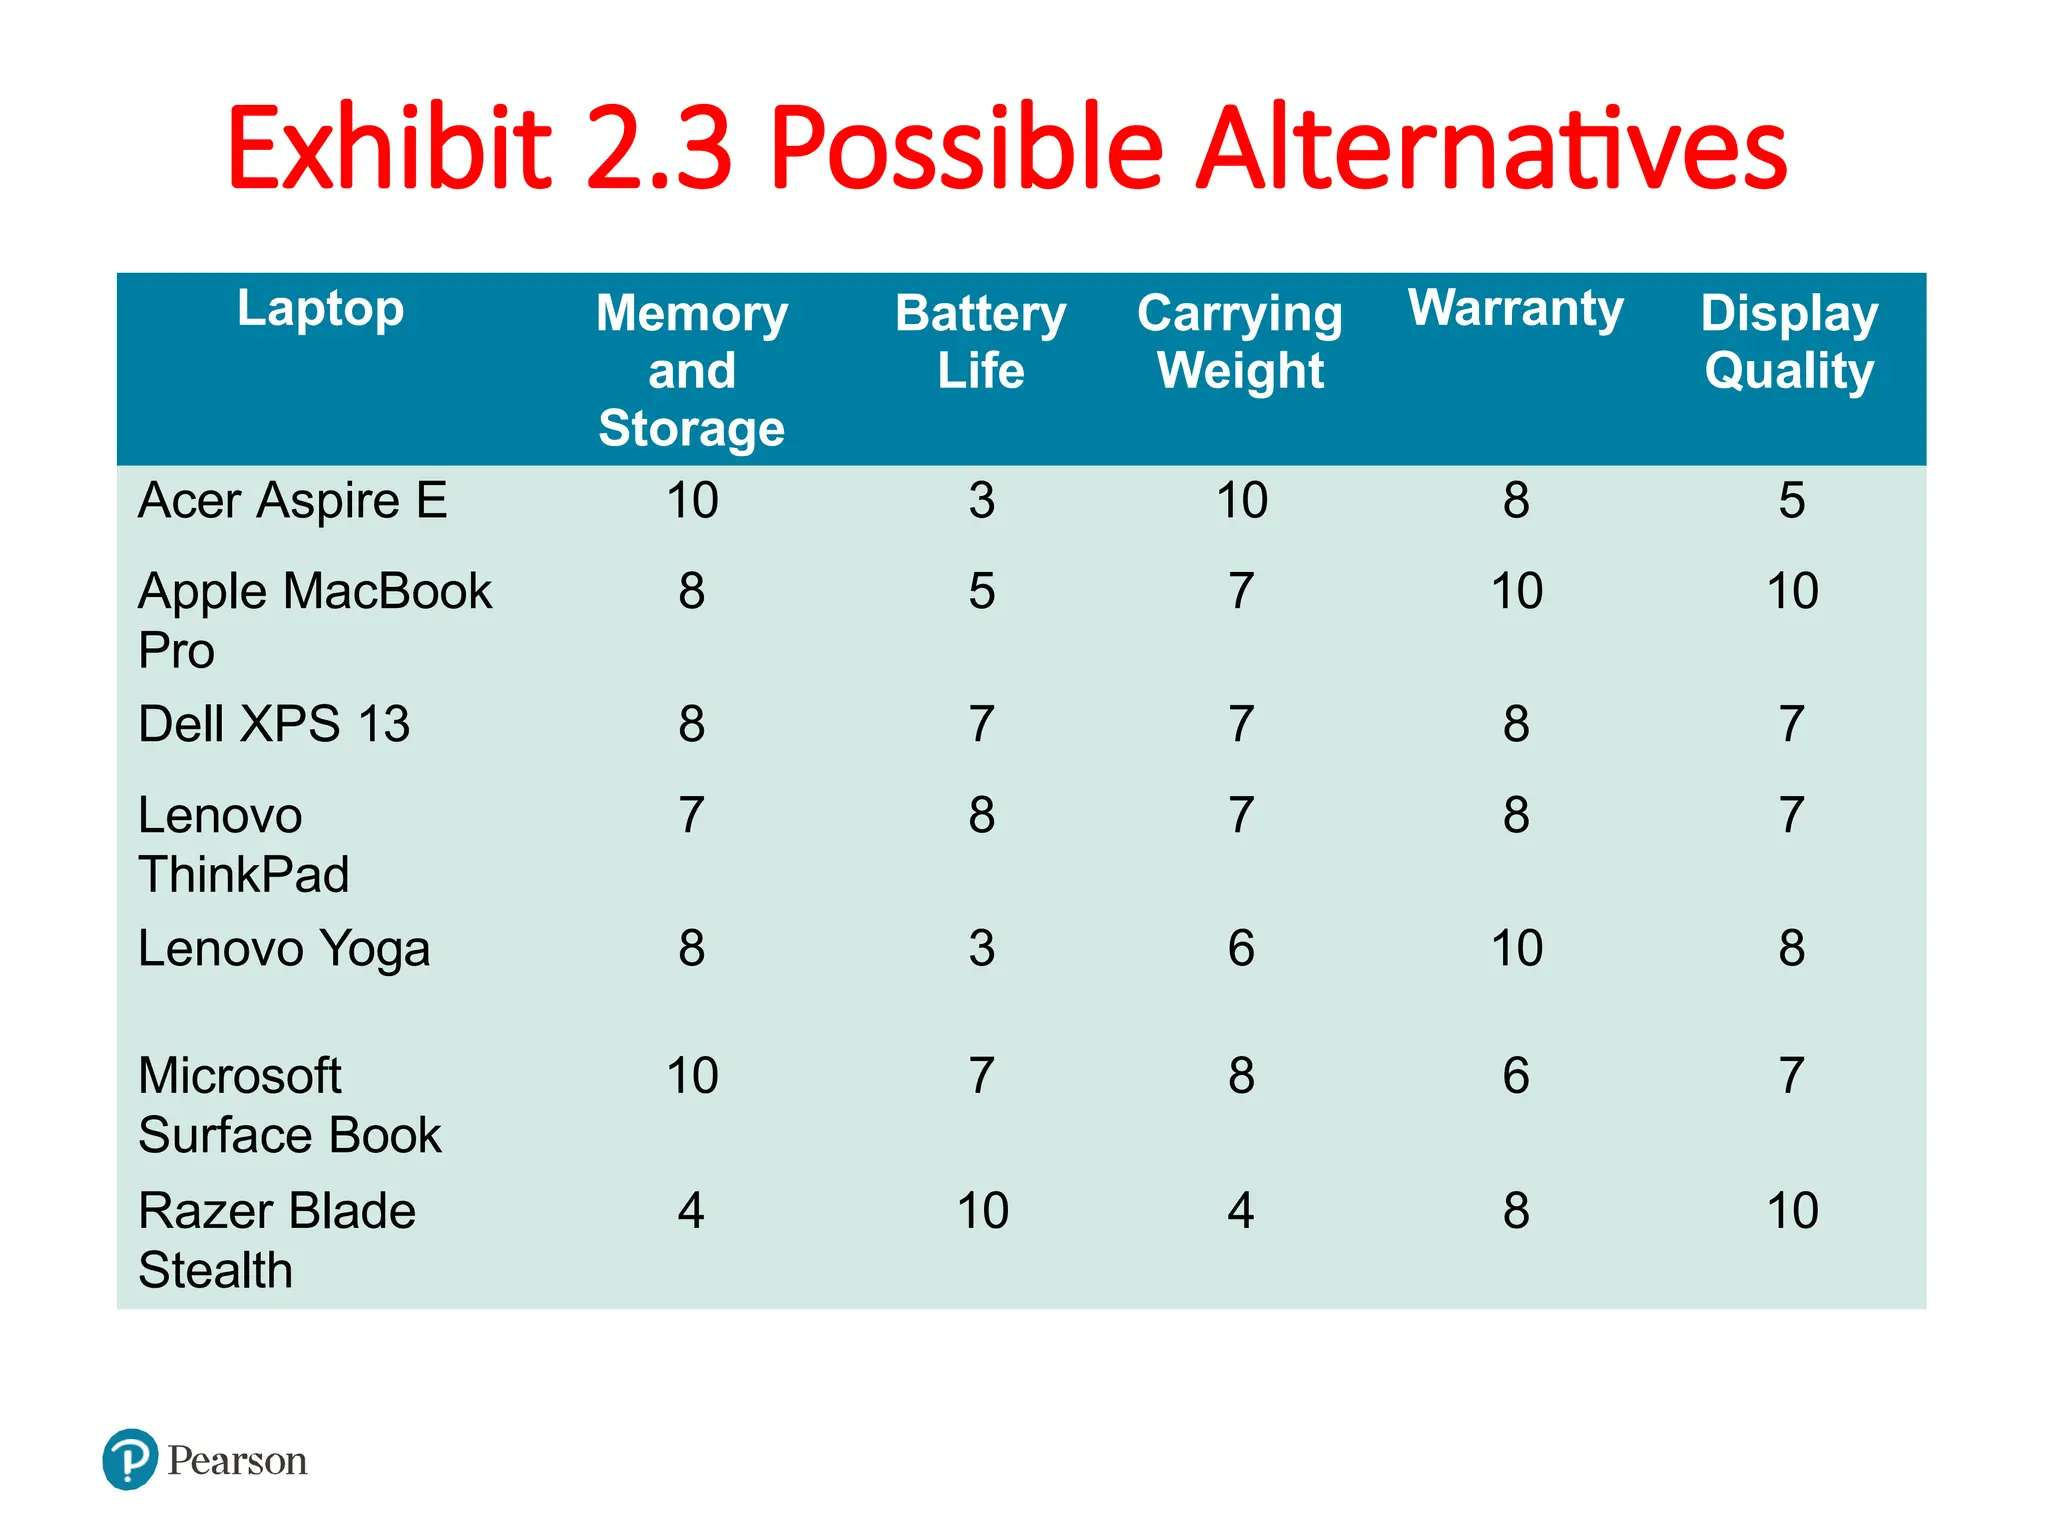 Exhibit 2.3 Possible Alternatives
Laptop Memory and Storage Battery Life Carrying Weight Warranty Display Quality
Acer Aspire E 10 3 10 8 5
Apple MacBook Pro 8 5 7 10 10
Dell XPS 13 8 7 7 8 7
Lenovo ThinkPad 7 8 7 8 7
Lenovo Yoga 8 3 6 10 8
Microsoft Surface Book 10 7 8 6 7
Razer Blade Stealth 4 10 4 8 10
Pearson